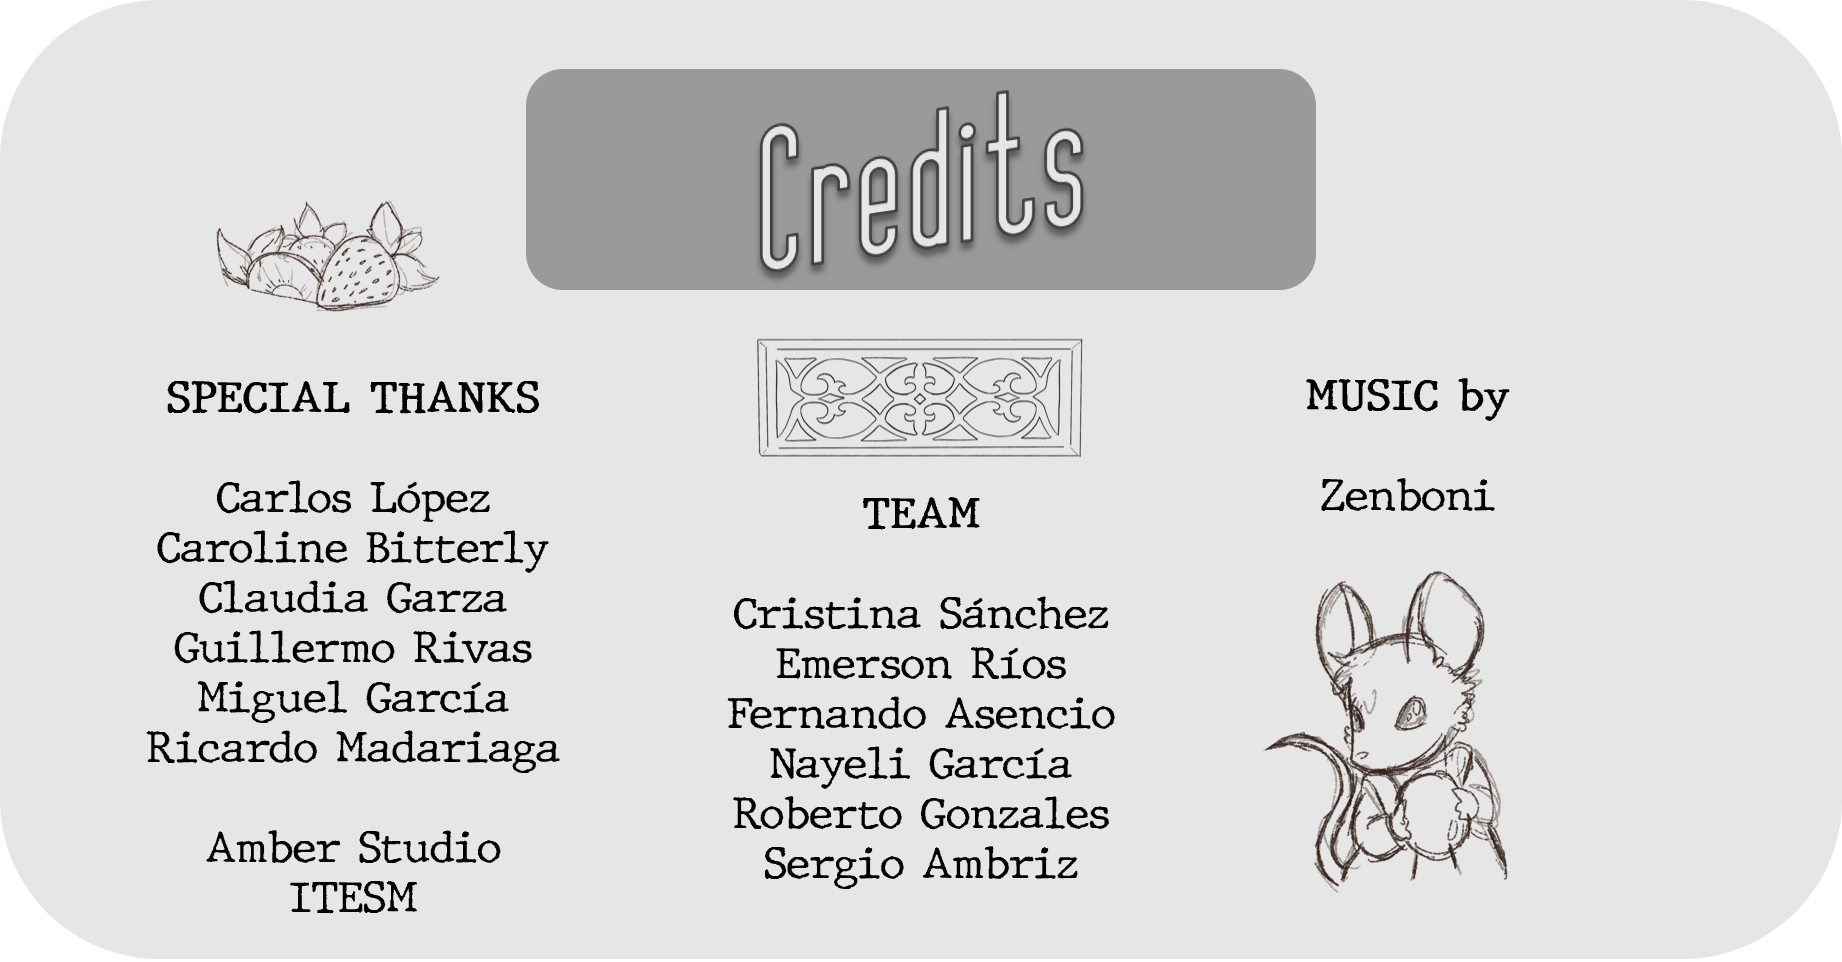 Credits
SPECIAL THANKS
Carlos López
Caroline Bitterly
Claudia Garza
Guillermo Rivas
Miguel García
Ricardo Madariaga
Amber Studio
ITESM
TEAM
Cristina Sánchez
Emerson Ríos
Fernando Asencio
Nayeli García
Roberto Gonzales
Sergio Ambriz
MUSIC by
Zenboni